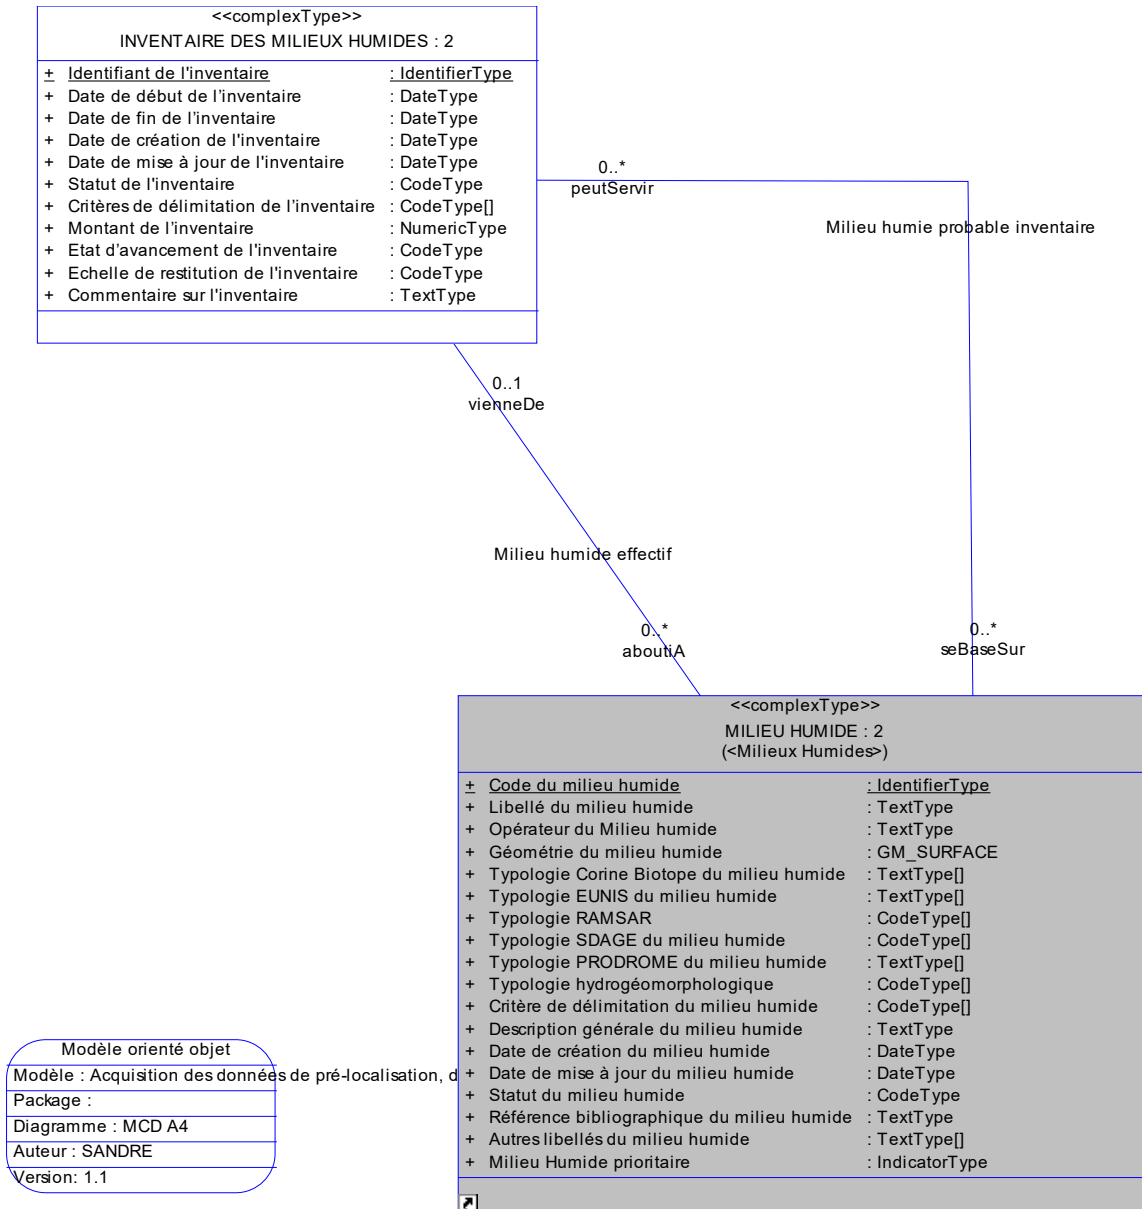 <<complexType>>
INVENTAIRE DES MILIEUX HUMIDES : 2
+ Identifiant de l'inventaire : IdentifierType
+ Date de début de l’inventaire : DateType
+ Date de fin de l’inventaire : DateType
+ Date de création de l'inventaire : DateType
+ Date de mise à jour de l'inventaire : DateType
+ Statut de l'inventaire : CodeType
+ Critères de délimitation de l’inventaire : CodeType[]
+ Montant de l’inventaire : NumericType
+ Etat d’avancement de l'inventaire : CodeType
+ Echelle de restitution de l'inventaire : CodeType
+ Commentaire sur l'inventaire : TextType
0..*
peutServir
Milieu humie probable inventaire
0..1
vienneDe
Milieu humide effectif
0..*
aboutiA
0..*
seBaseSur
<<complexType>>
MILIEU HUMIDE : 2
(<Milieux Humides>)
+ Code du milieu humide : IdentifierType
+ Libellé du milieu humide : TextType
+ Opérateur du Milieu humide : TextType
+ Géométrie du milieu humide : GM_SURFACE
+ Typologie Corine Biotope du milieu humide : TextType[]
+ Typologie EUNIS du milieu humide : TextType[]
+ Typologie RAMSAR : CodeType[]
+ Typologie SDAGE du milieu humide : CodeType[]
+ Typologie PRODROME du milieu humide : TextType[]
+ Typologie hydrogéomorphologique : CodeType[]
+ Critère de délimitation du milieu humide : CodeType[]
+ Description générale du milieu humide : TextType
+ Date de création du milieu humide : DateType
+ Date de mise à jour du milieu humide : DateType
+ Statut du milieu humide : CodeType
+ Référence bibliographique du milieu humide : TextType
+ Autres libellés du milieu humide : TextType[]
+ Milieu Humide prioritaire : IndicatorType
Modèle orienté objet
Modèle : Acquisition des données de pré-localisation, d
Package :
Diagramme : MCD A4
Auteur : SANDRE
Version: 1.1